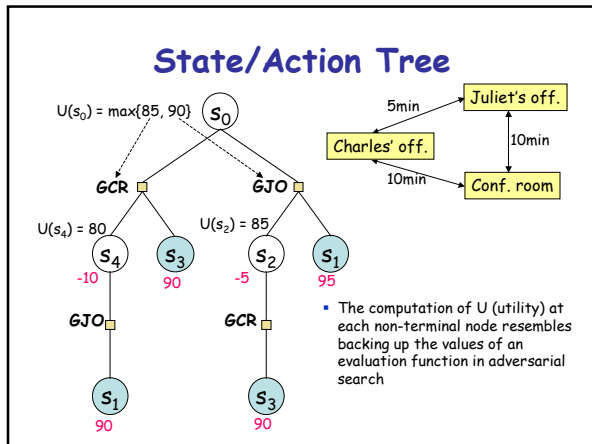 State/Action Tree
U(s0) = max{85, 90}
s0
5min
Juliet's off.
Charles' off.
10min
10min
Conf. room
GCR
GJO
U(s4) = 80
U(s2) = 85
s4
s3
s2
s1
-10
90
-5
95
GJO
GCR
▪ The computation of U (utility) at
each non-terminal node resembles
backing up the values of an
evaluation function in adversarial
search
s1
s3
90
90